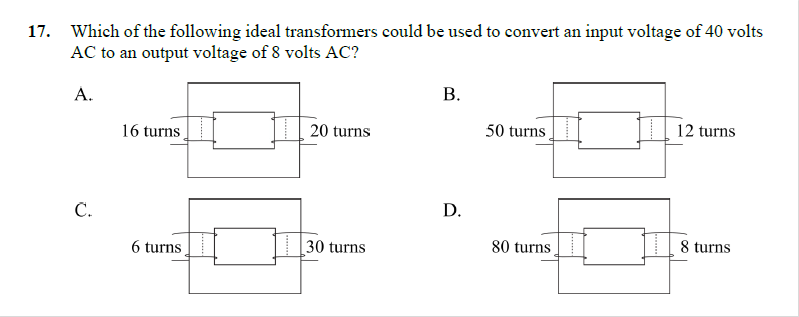 17. Which of the following ideal transformers could be used to convert an input voltage of 40 volts
AC to an output voltage of 8 volts AC?
A.
16 turns 20 turns
B.
50 turns 12 turns
C.
6 turns 30 turns
D.
80 turns 8 turns